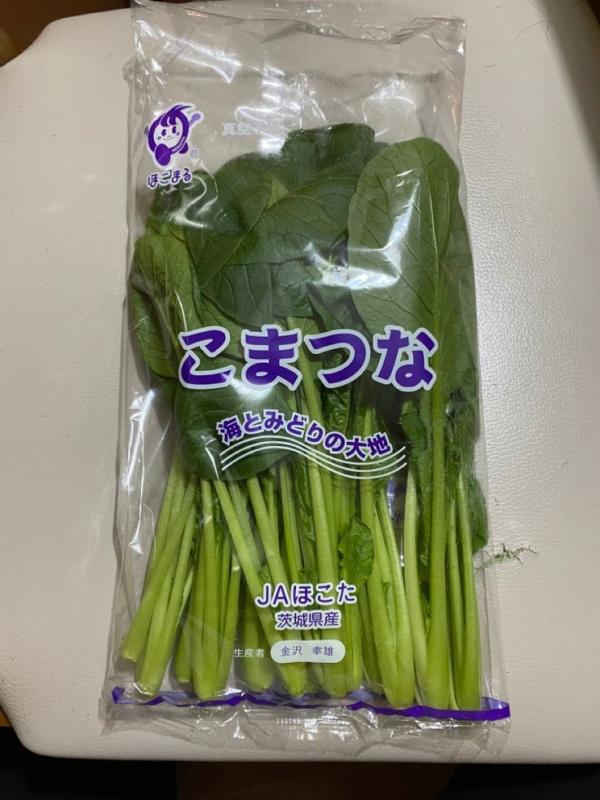 ほこまる®
こまつな
海とみどりの大地
JAほこた
茨城県産
生産者 金沢 幸雄